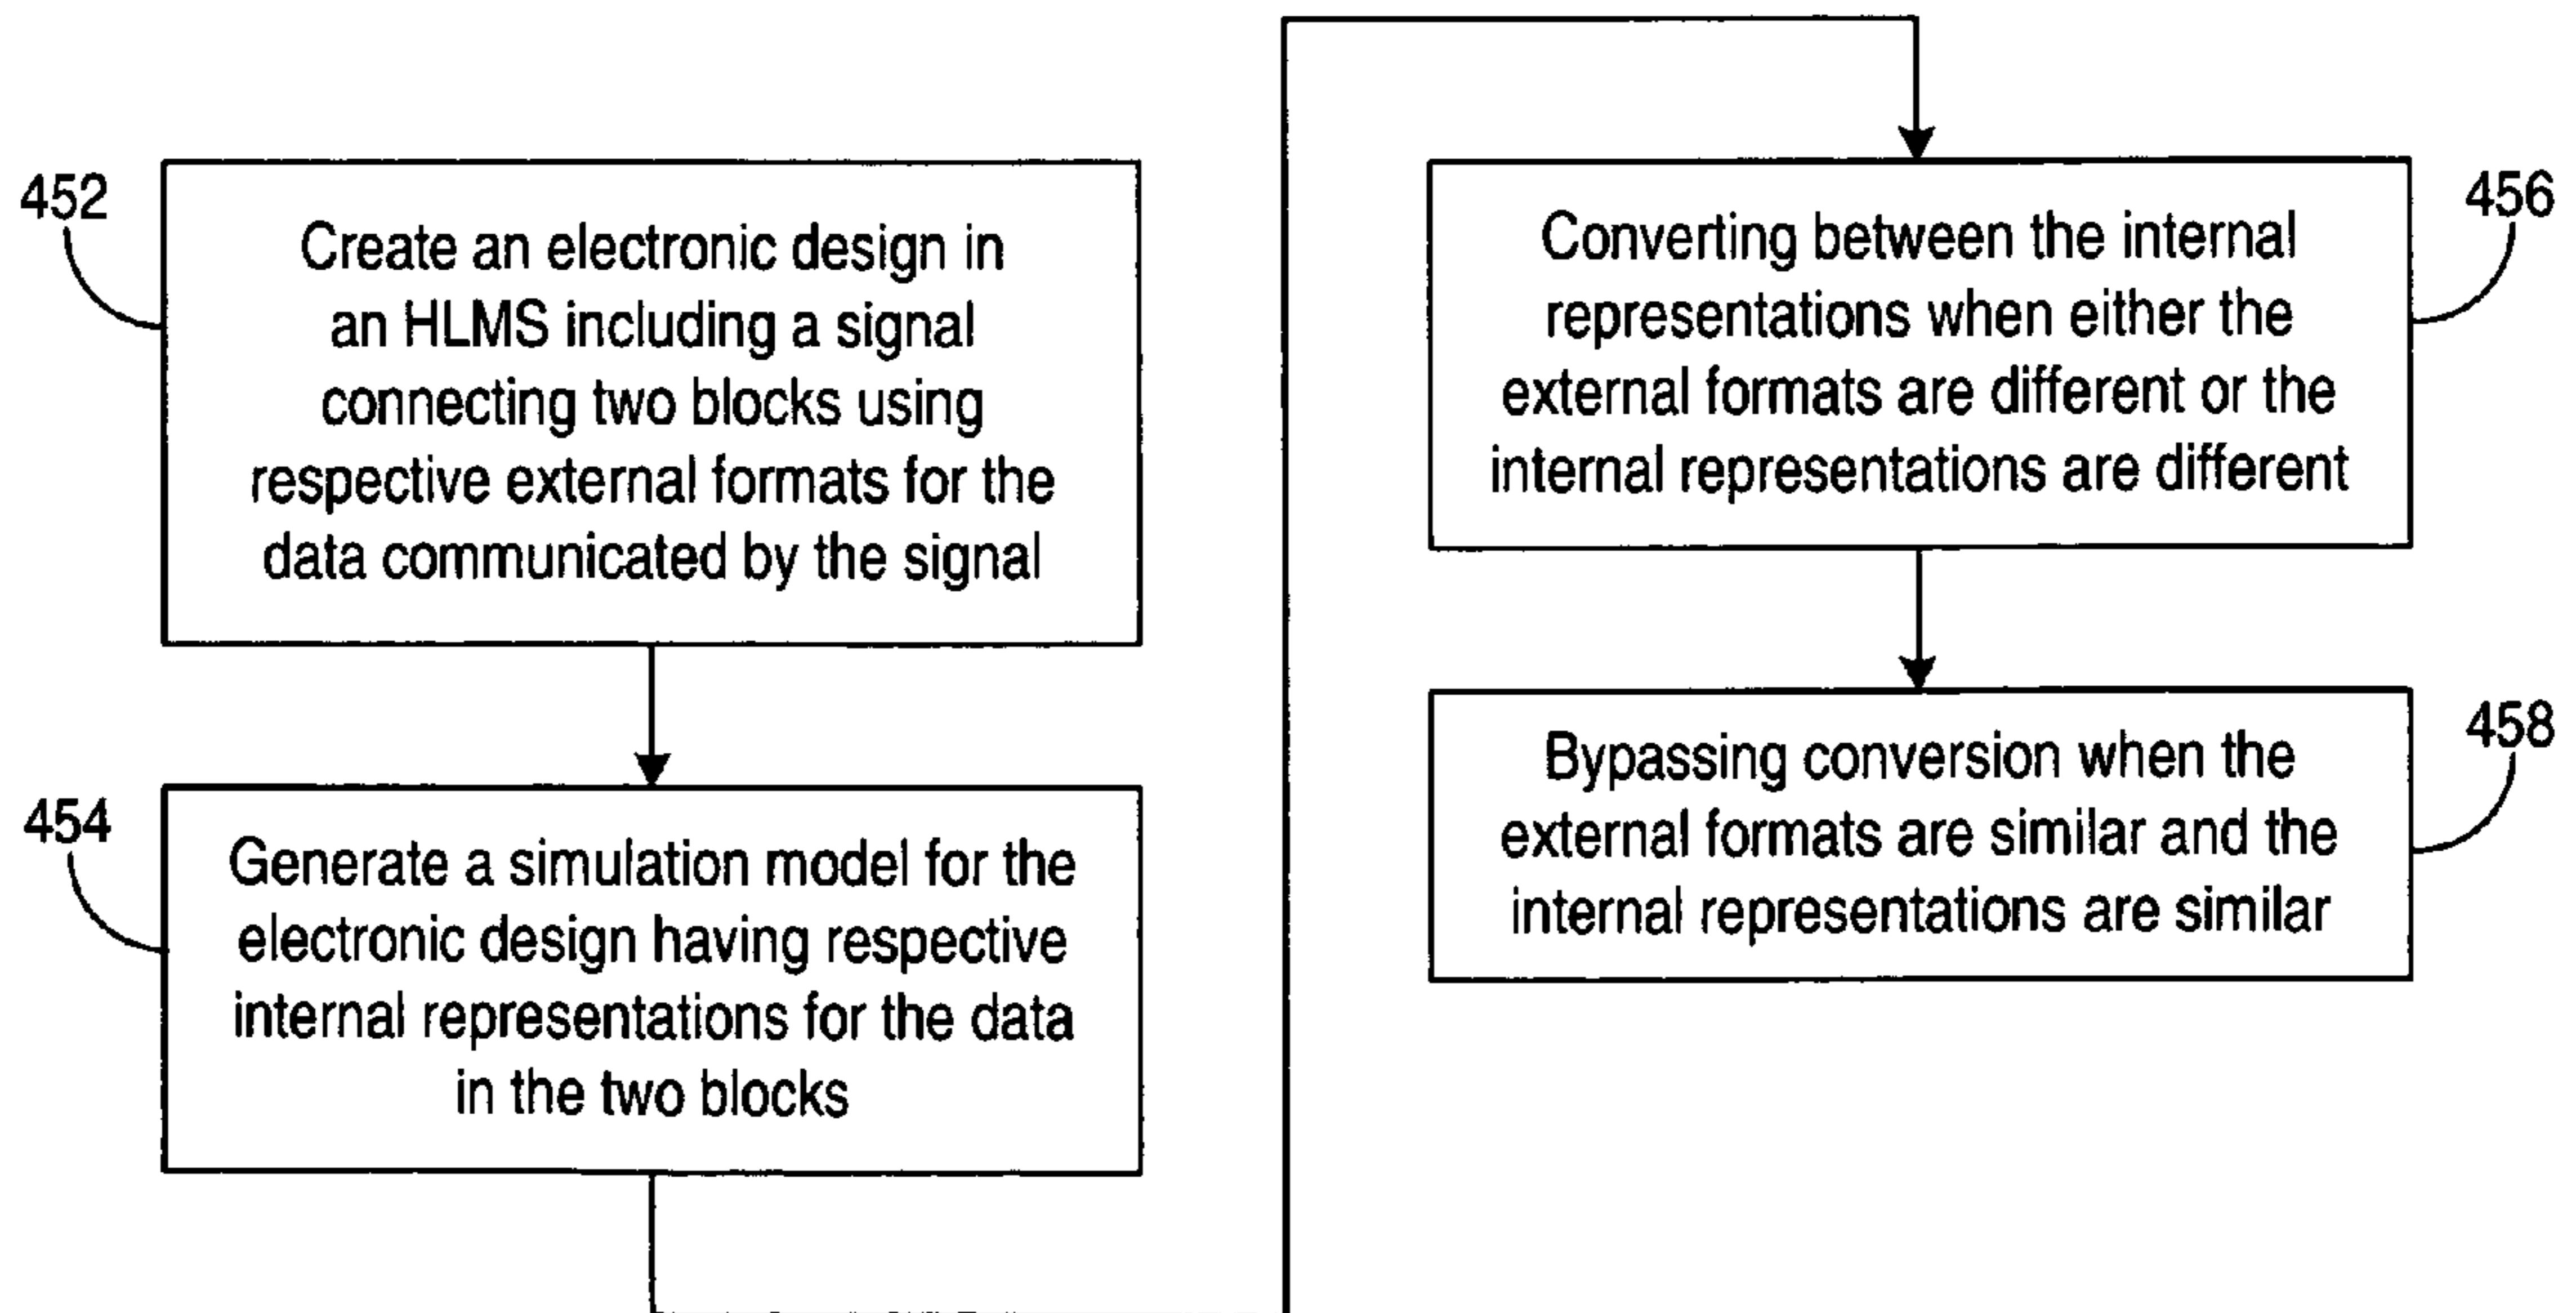 452
Create an electronic design in
an HLMS including a signal
connecting two blocks using
respective external formats for the
data communicated by the signal
454
Generate a simulation model for the
electronic design having respective
internal representations for the data
in the two blocks
456
Converting between the internal
representations when either the
external formats are different or the
internal representations are different
458
Bypassing conversion when the
external formats are similar and the
internal representations are similar